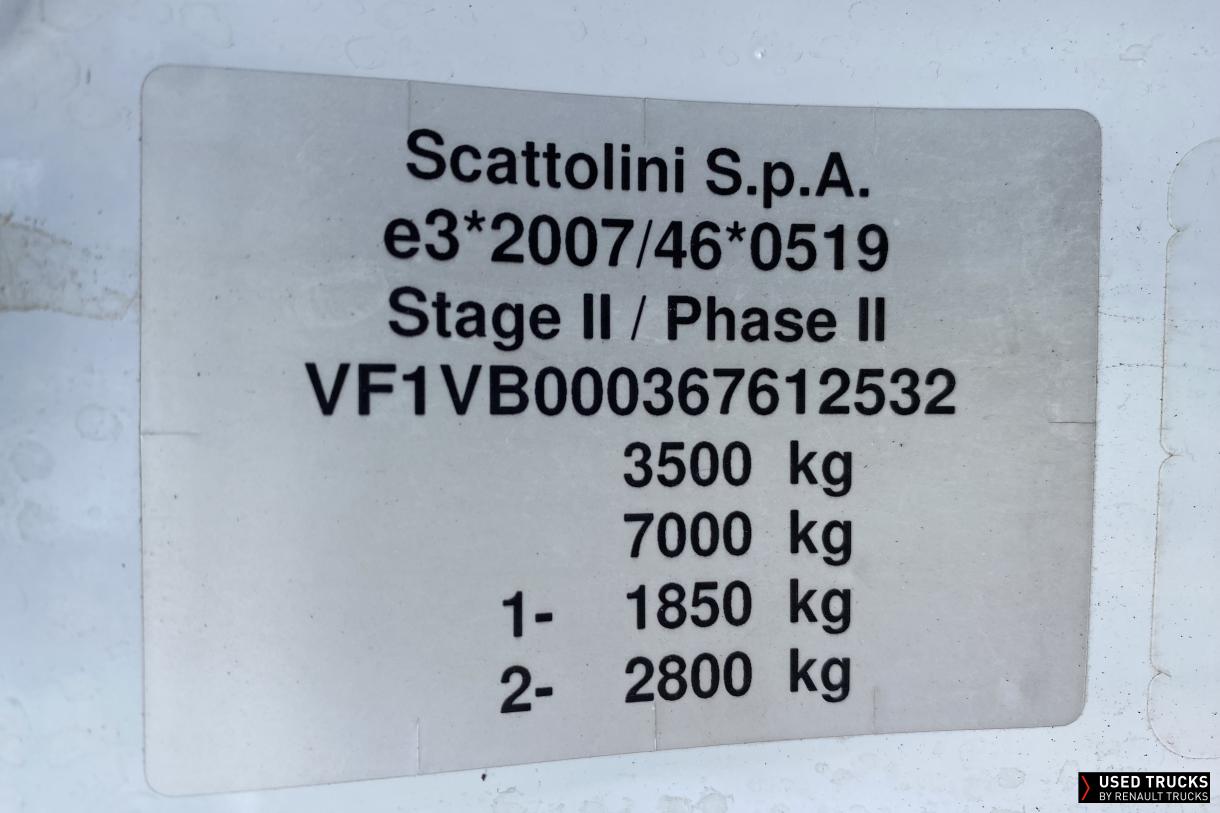 Scattolini S.p.A.
e3*2007/46*0519
Stage II / Phase II
VF1VB000367612532
3500 kg
7000 kg
1- 1850 kg
2- 2800 kg
USED TRUCKS
BY RENAULT TRUCKS